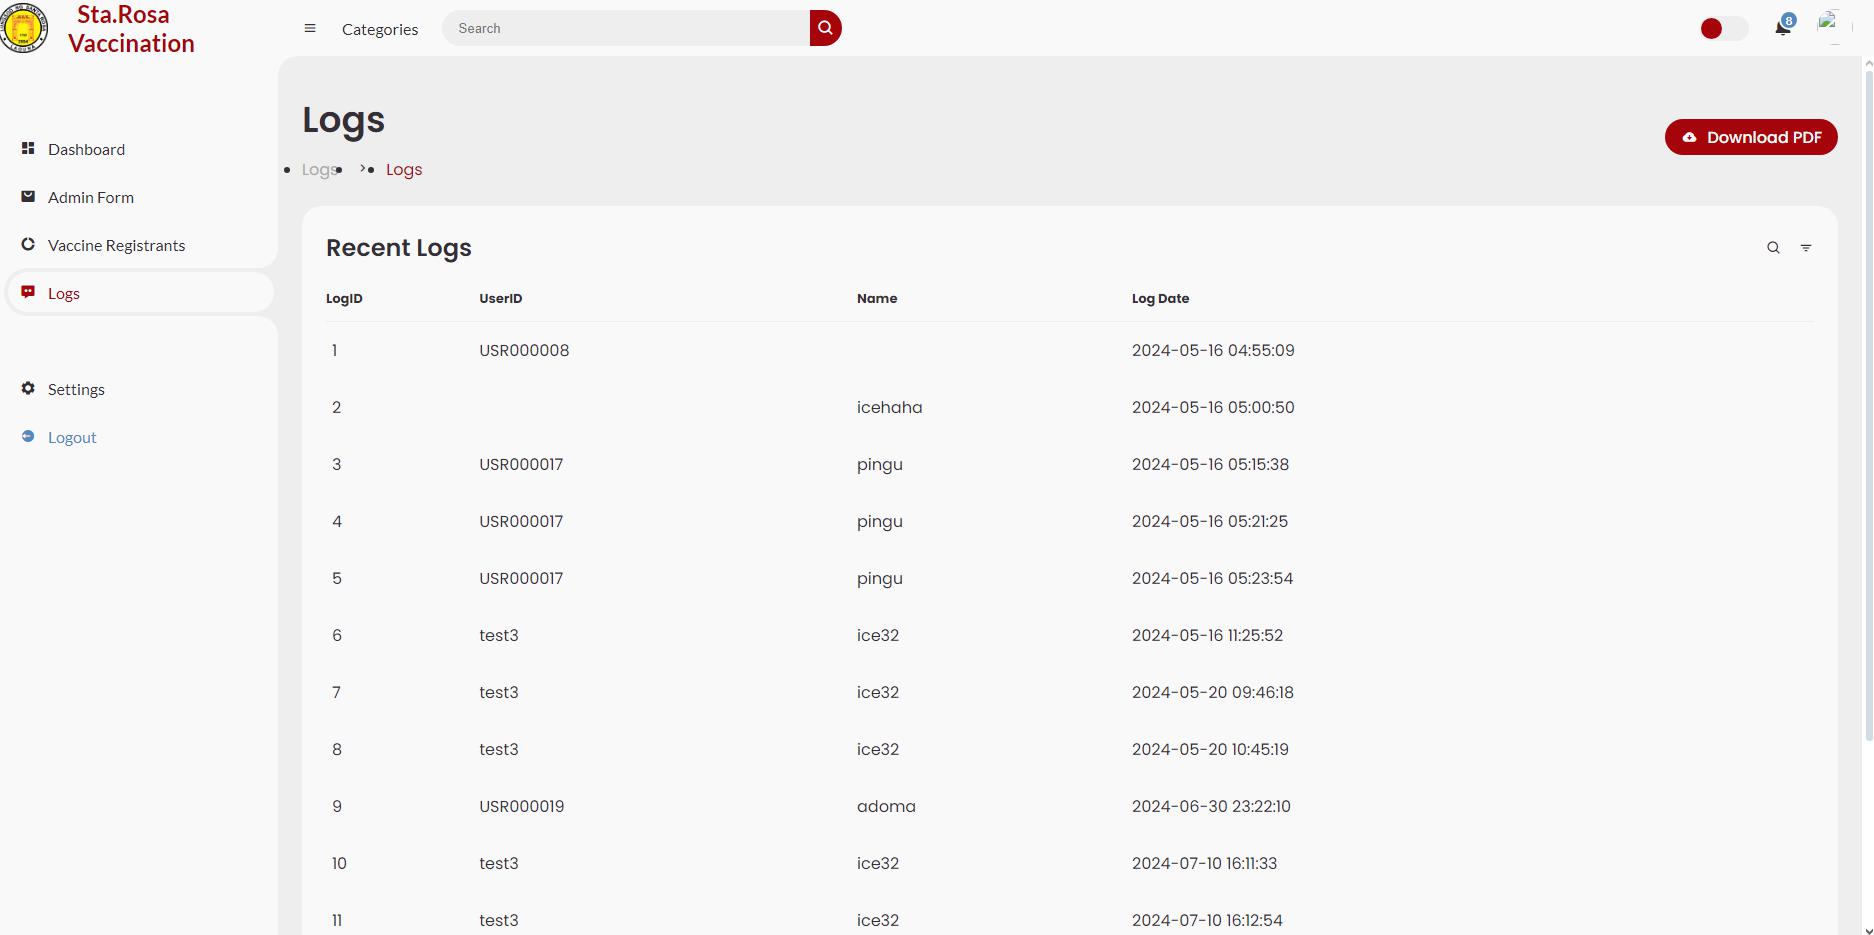 Sta.Rosa
Vaccination
Categories
Search
8
Dashboard
Admin Form
Vaccine Registrants
Logs
Settings
Logout
Logs
Logs > Logs
Download PDF
Recent Logs
LogID UserID Name Log Date
1 USR000008 2024-05-16 04:55:09
2 icehaha 2024-05-16 05:00:50
3 USR000017 pingu 2024-05-16 05:15:38
4 USR000017 pingu 2024-05-16 05:21:25
5 USR000017 pingu 2024-05-16 05:23:54
6 test3 ice32 2024-05-16 11:25:52
7 test3 ice32 2024-05-20 09:46:18
8 test3 ice32 2024-05-20 10:45:19
9 USR000019 adoma 2024-06-30 23:22:10
10 test3 ice32 2024-07-10 16:11:33
11 test3 ice32 2024-07-10 16:12:54